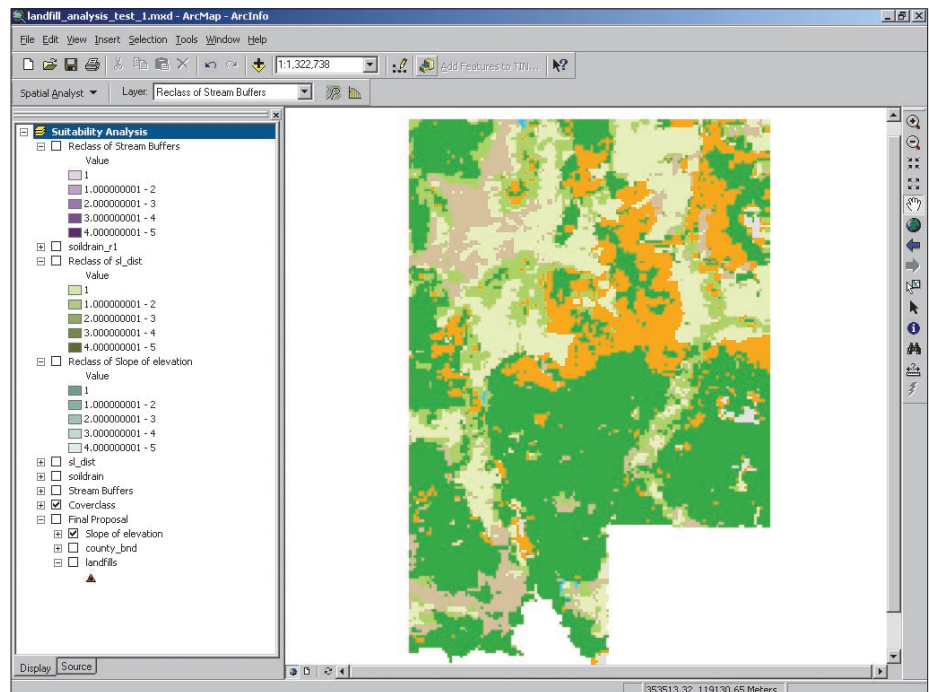 landfill_analysis_test_1.mxd - ArcMap - ArcInfo
File Edit View Insert Selection Tools Window Help
1:1,322,738
Add Features to TIN...
Spatial Analyst
Layer: Reclass of Stream Buffers
Suitability Analysis
Reclass of Stream Buffers
Value
1
1.000000001 - 2
2.000000001 - 3
3.000000001 - 4
4.000000001 - 5
soildrain_r1
Reclass of sl_dist
Value
1
1.000000001 - 2
2.000000001 - 3
3.000000001 - 4
4.000000001 - 5
Reclass of Slope of elevation
Value
1
1.000000001 - 2
2.000000001 - 3
3.000000001 - 4
4.000000001 - 5
sl_dist
soildrain
Stream Buffers
Coverclass
Final Proposal
Slope of elevation
county_bnd
landfills
Display Source
353513.32 119130.65 Meters